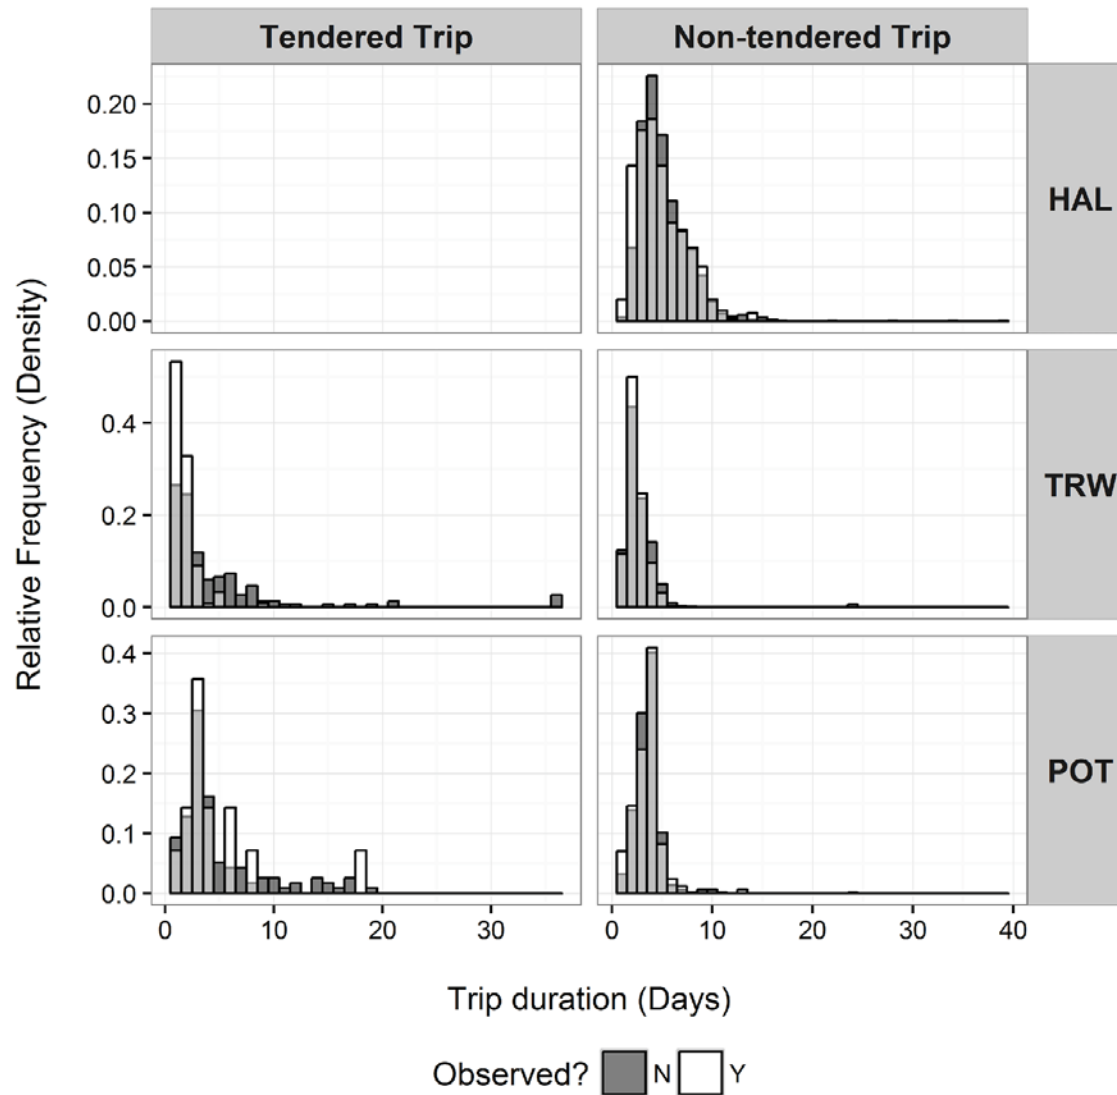 Tendered Trip
Non-tendered Trip
Relative Frequency (Density)
0.20
0.15
0.10
0.05
0.00
HAL
0.4
0.2
0.0
TRW
0.4
0.3
0.2
0.1
0.0
POT
0 10 20 30
0 10 20 30 40
Trip duration (Days)
Observed? N Y